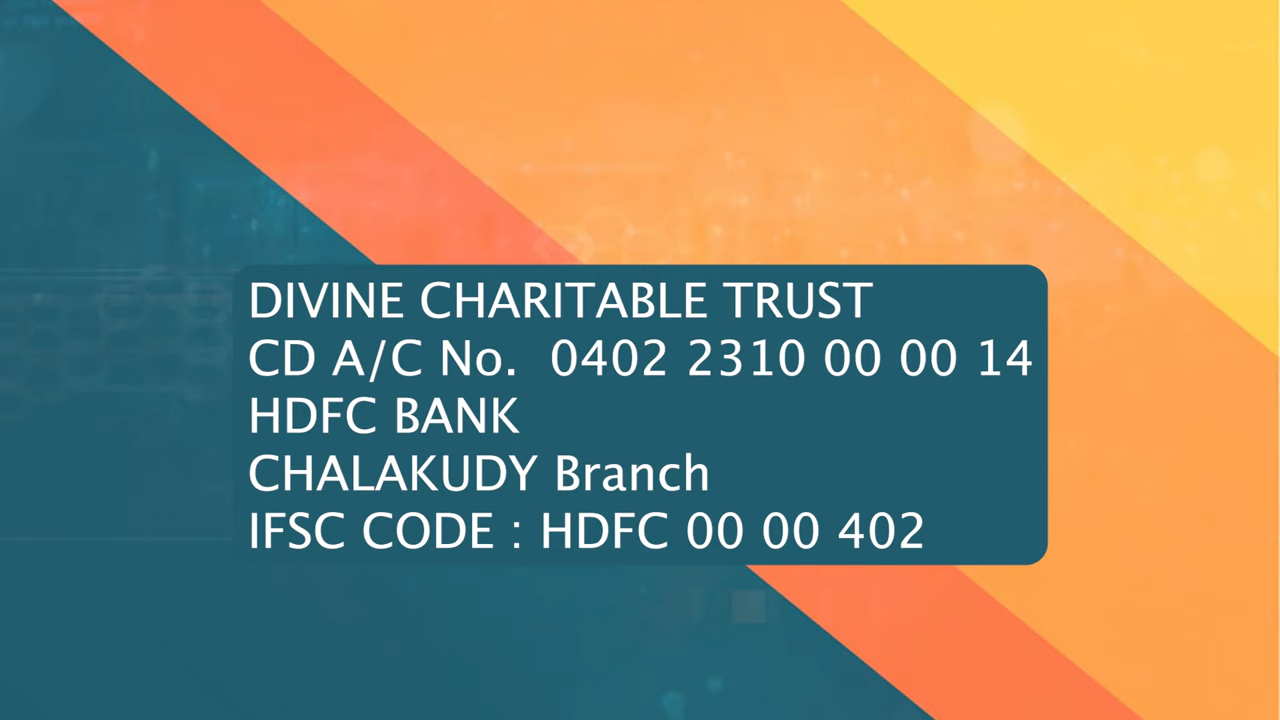 DIVINE CHARITABLE TRUST
CD A/C No. 0402 2310 00 00 14
HDFC BANK
CHALAKUDY Branch
IFSC CODE : HDFC 00 00 402